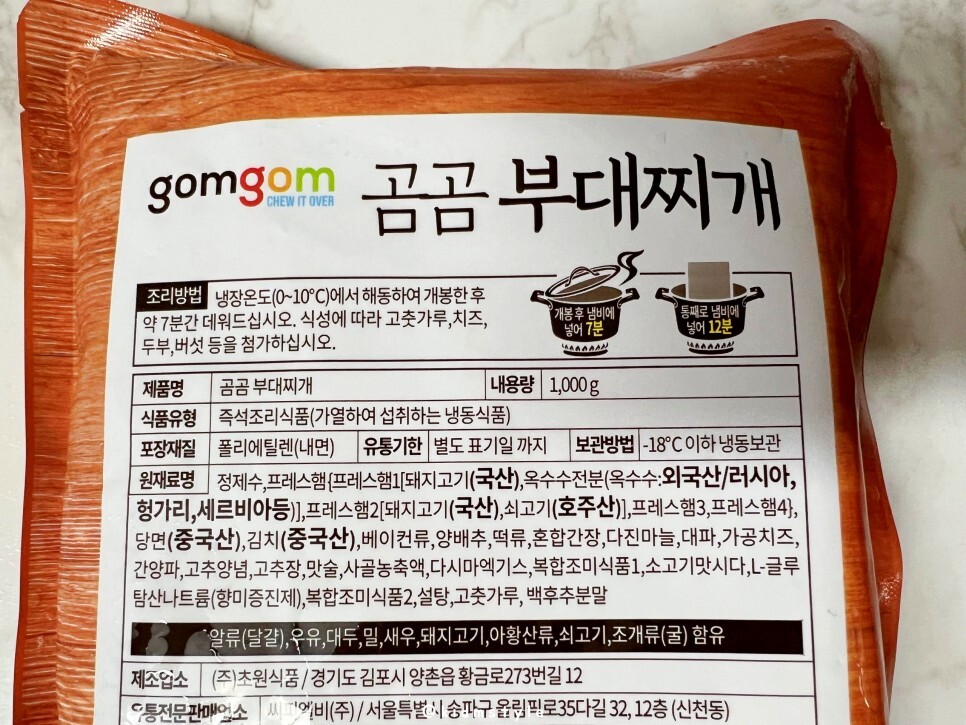 gomgom
CHEW IT OVER
곰곰 부대찌개
조리방법 냉장온도(0~10℃)에서 해동하여 개봉한 후
약 7분간 데워드십시오. 식성에 따라 고춧가루,치즈,
두부,버섯 등을 첨가하십시오.
개봉 후 냄비에
넣어 7분
통째로 냄비에
넣어 12분
제품명 곰곰 부대찌개 내용량 1,000 g
식품유형 즉석조리식품(가열하여 섭취하는 냉동식품)
포장재질 폴리에틸렌(내면) 유통기한 별도 표기일 까지 보관방법 -18℃ 이하 냉동보관
원재료명 정제수,프레스햄{프레스햄1[돼지고기(국산),옥수수전분(옥수수:외국산/러시아,
헝가리,세르비아등)],프레스햄2[돼지고기(국산),쇠고기(호주산)],프레스햄3,프레스햄4},
당면(중국산),김치(중국산),베이컨류,양배추,떡류,혼합간장,다진마늘,대파,가공치즈,
간양파,고추양념,고추장,맛술,사골농축액,다시마엑기스,복합조미식품1,소고기맛시다,L-글루
탐산나트륨(향미증진제),복합조미식품2,설탕,고춧가루, 백후추분말
알류(달걀),우유,대두,밀,새우,돼지고기,아황산류,쇠고기,조개류(굴) 함유
제조업소 (주)초원식품 / 경기도 김포시 양촌읍 황금로273번길 12
유통전문판매업소 씨피엘비(주) / 서울특별시 송파구 올림픽로35다길 32, 12층 (신천동)